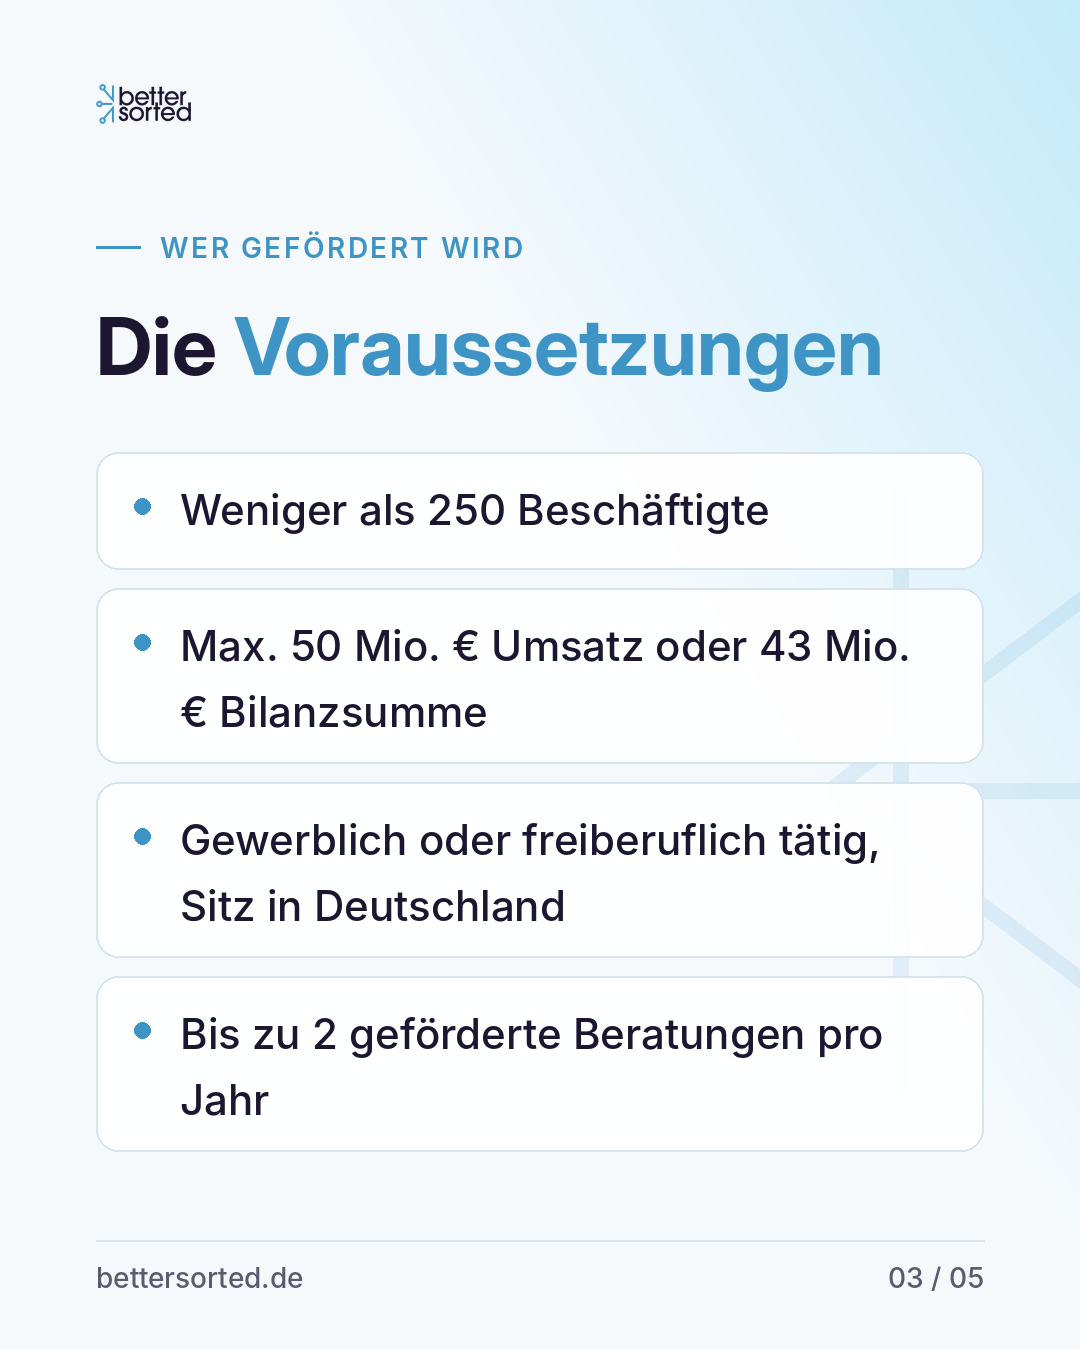 better
sorted
WER GEFÖRDERT WIRD
Die Voraussetzungen
Weniger als 250 Beschäftigte
Max. 50 Mio. € Umsatz oder 43 Mio.
€ Bilanzsumme
Gewerblich oder freiberuflich tätig,
Sitz in Deutschland
Bis zu 2 geförderte Beratungen pro
Jahr
bettersorted.de
03 / 05